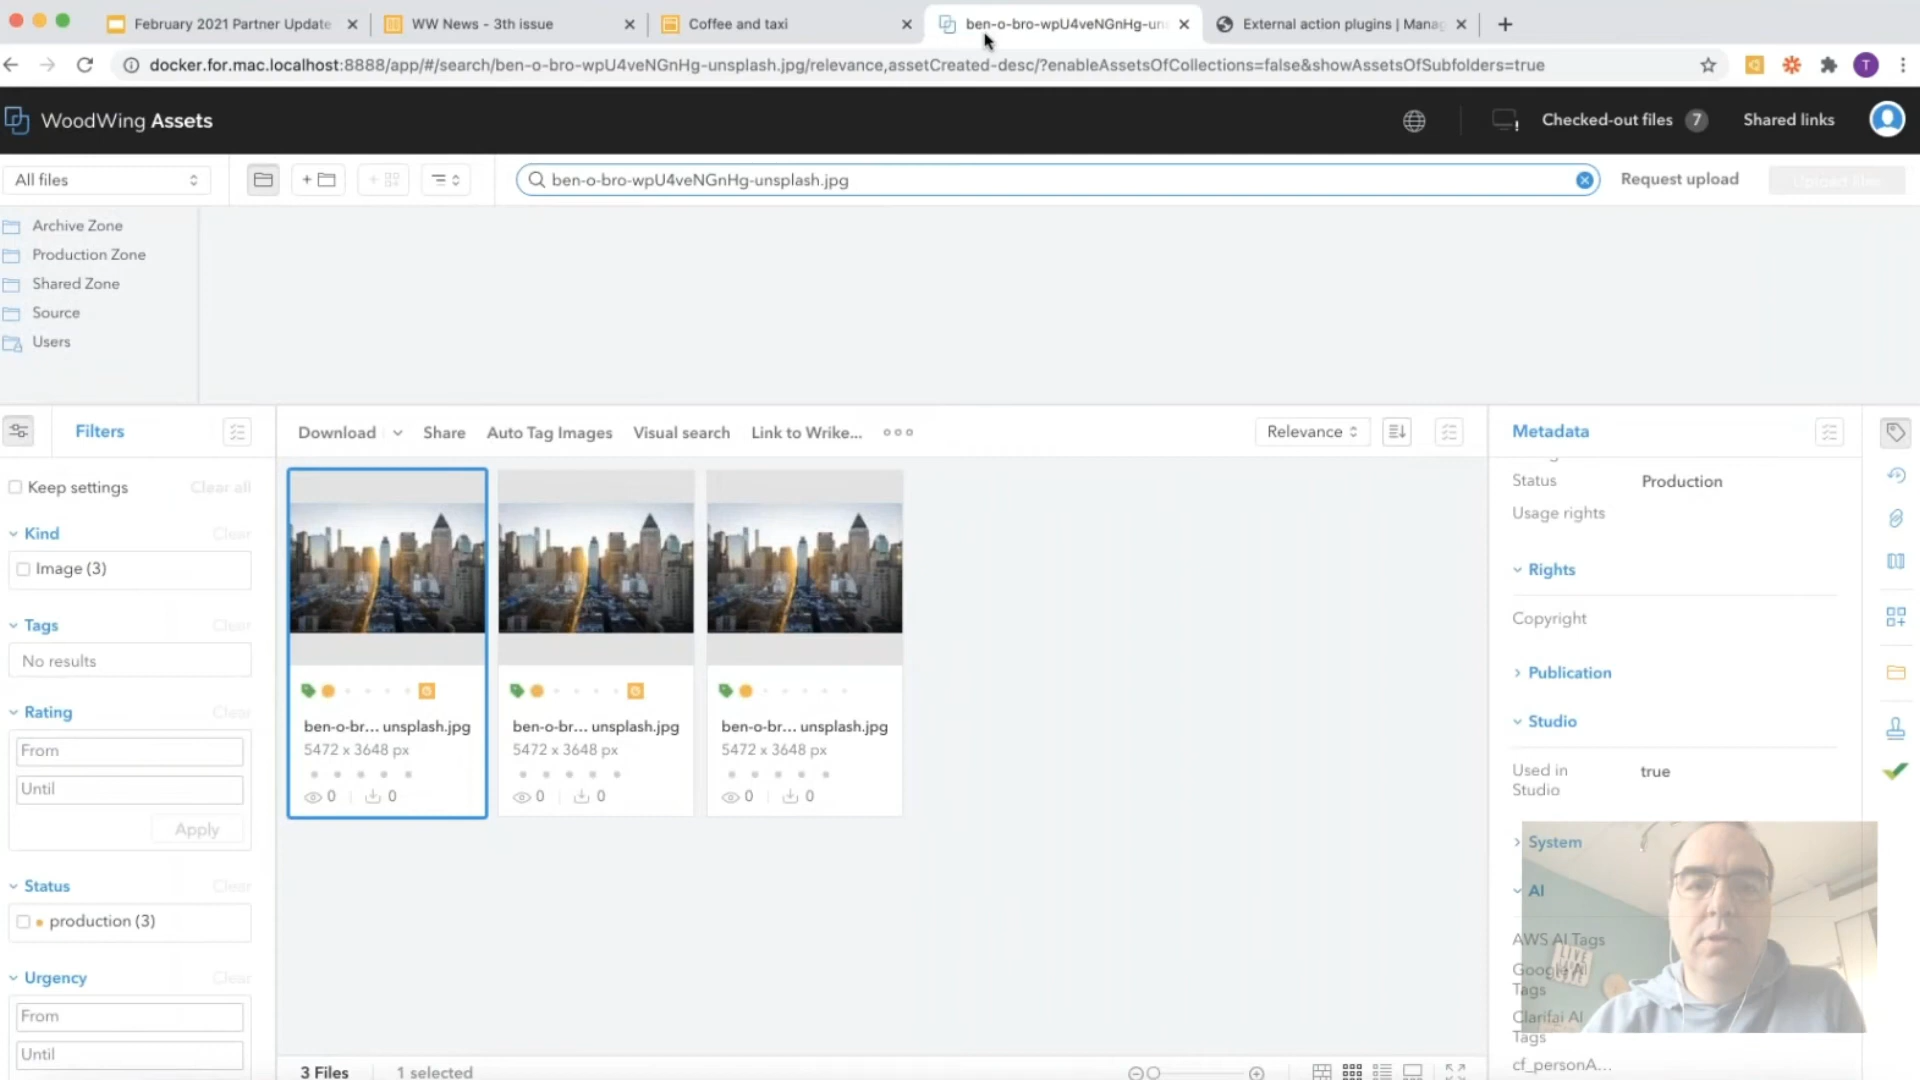 February 2021 Partner Update
WW News - 3th issue
Coffee and taxi
ben-o-bro-wpU4veNGnHg-uns
External action plugins | Manag
docker.for.mac.localhost:8888/app/#/search/ben-o-bro-wpU4veNGnHg-unsplash.jpg/relevance,assetCreated-desc/?enableAssetsOfCollections=false&showAssetsOfSubfolders=true
T
WoodWing Assets
Checked-out files 7
Shared links
All files
ben-o-bro-wpU4veNGnHg-unsplash.jpg
Request upload
Upload files
Archive Zone
Production Zone
Shared Zone
Source
Users
Filters
Download
Share
Auto Tag Images
Visual search
Link to Wrike...
Relevance
Metadata
Keep settings
Clear all
Kind
Clear
Image (3)
Tags
Clear
No results
Rating
Clear
From
Until
Apply
Status
Clear
production (3)
Urgency
Clear
From
Until
ben-o-br... unsplash.jpg
5472 x 3648 px
0
0
ben-o-br... unsplash.jpg
5472 x 3648 px
0
0
ben-o-br... unsplash.jpg
5472 x 3648 px
0
0
Status
Production
Usage rights
Rights
Copyright
Publication
Studio
Used in
Studio
true
System
AI
AWS AI Tags
Google AI
Tags
Clarifai AI
Tags
cf_personA...
LIVE
3 Files
1 selected